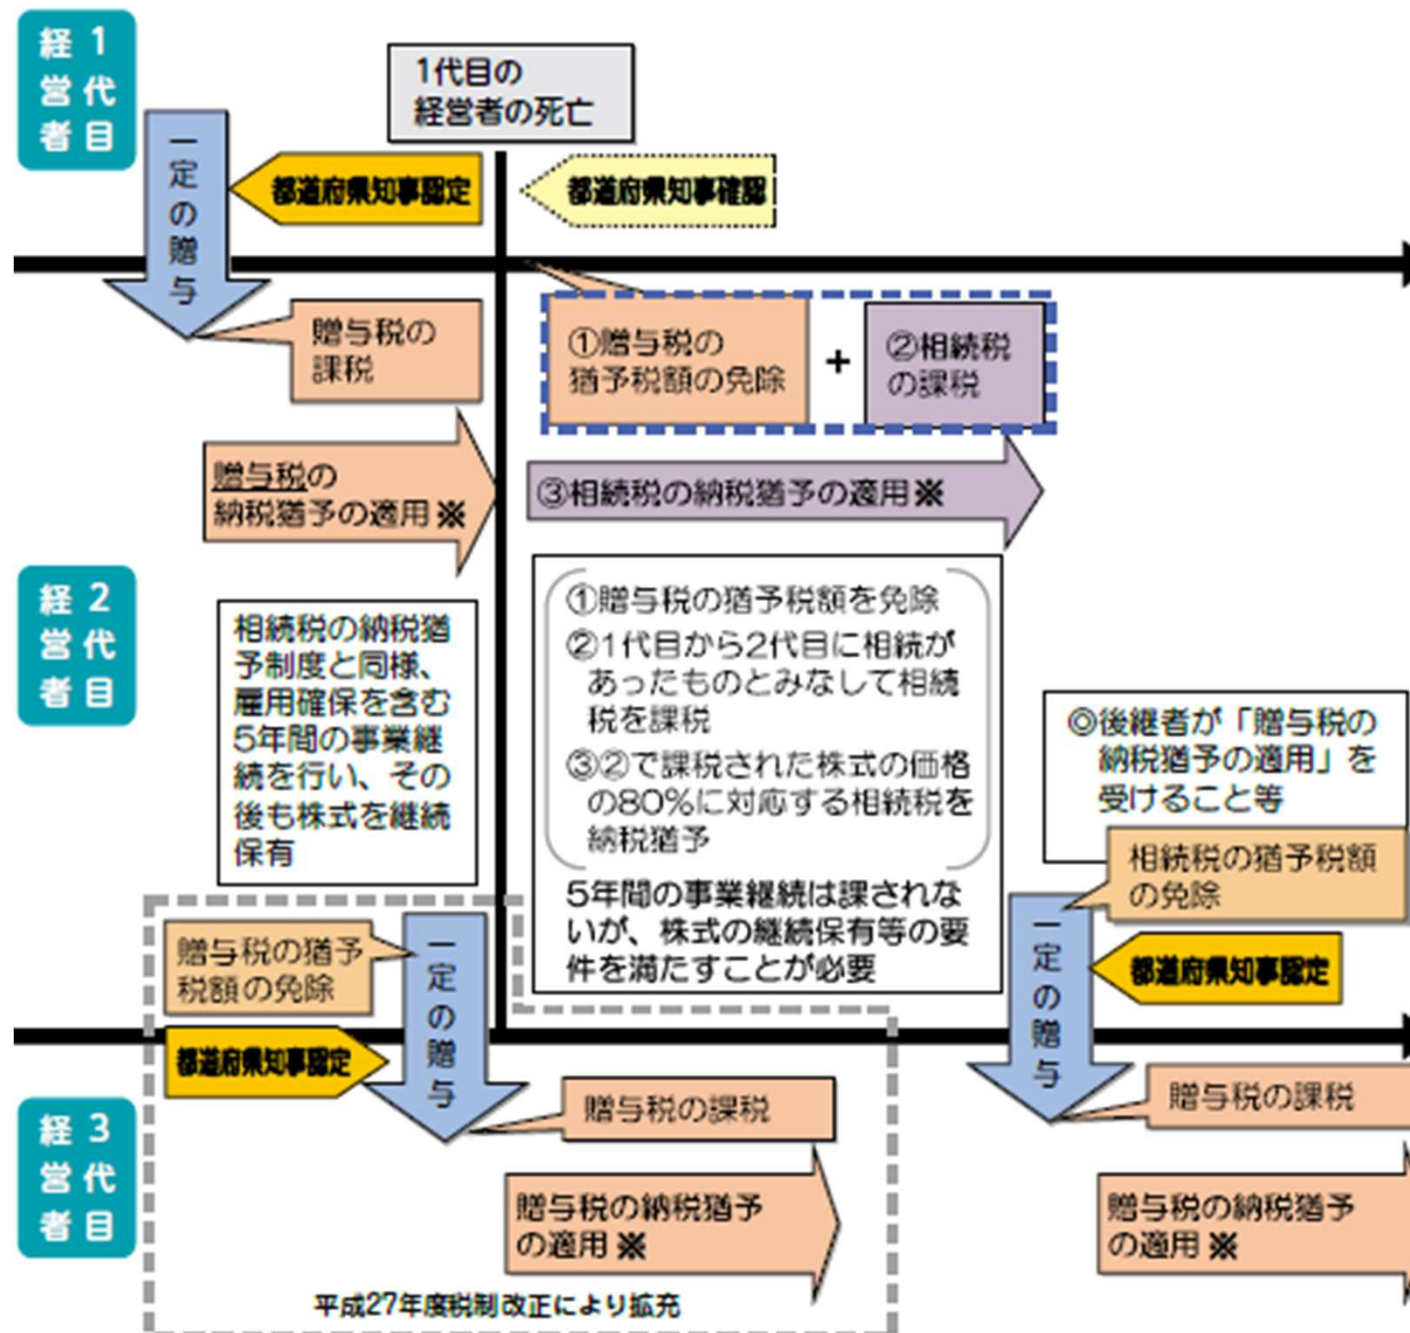 1代目
経営者
1代目の
経営者の死亡
一定の贈与
都道府県知事認定
都道府県知事確認
贈与税の
課税
①贈与税の
猶予税額の免除
+
②相続税
の課税
贈与税の
納税猶予の適用※
③相続税の納税猶予の適用※
2代目
経営者
相続税の納税猶
予制度と同様、
雇用確保を含む
5年間の事業継
続を行い、その
後も株式を継続
保有
①贈与税の猶予税額を免除
②1代目から2代目に相続が
あったものとみなして相続
税を課税
③②で課税された株式の価格
の80%に対応する相続税を
納税猶予
5年間の事業継続は課されな
いが、株式の継続保有等の要
件を満たすことが必要
◎後継者が「贈与税の
納税猶予の適用」を
受けること等
相続税の猶予税額
の免除
一定の贈与
都道府県知事認定
贈与税の猶予
税額の免除
一定の贈与
都道府県知事認定
3代目
経営者
贈与税の課税
贈与税の納税猶予
の適用※
贈与税の課税
贈与税の納税猶予
の適用※
平成27年度税制改正により拡充